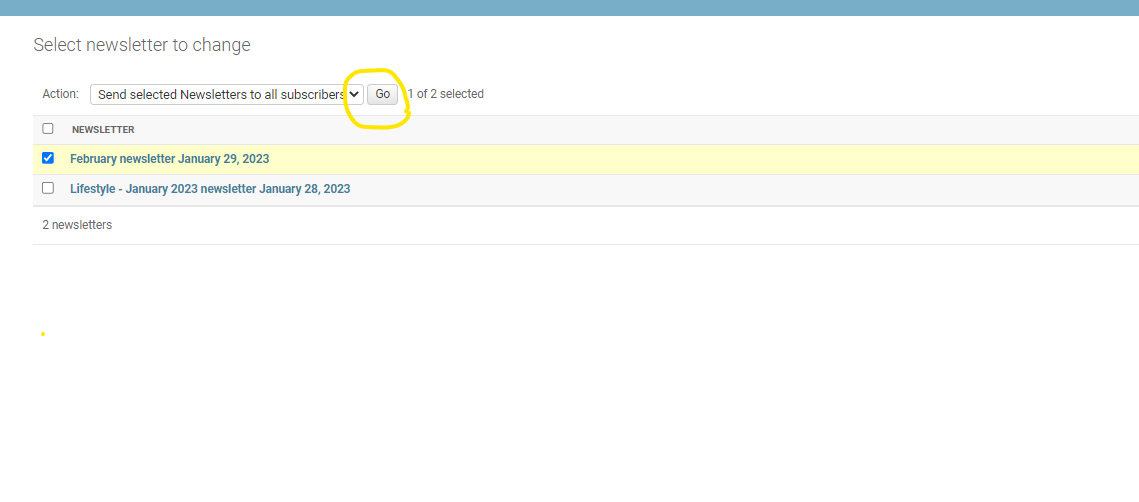 Select newsletter to change
Action: Send selected Newsletters to all subscribers Go 1 of 2 selected
NEWSLETTER
February newsletter January 29, 2023
Lifestyle - January 2023 newsletter January 28, 2023
2 newsletters